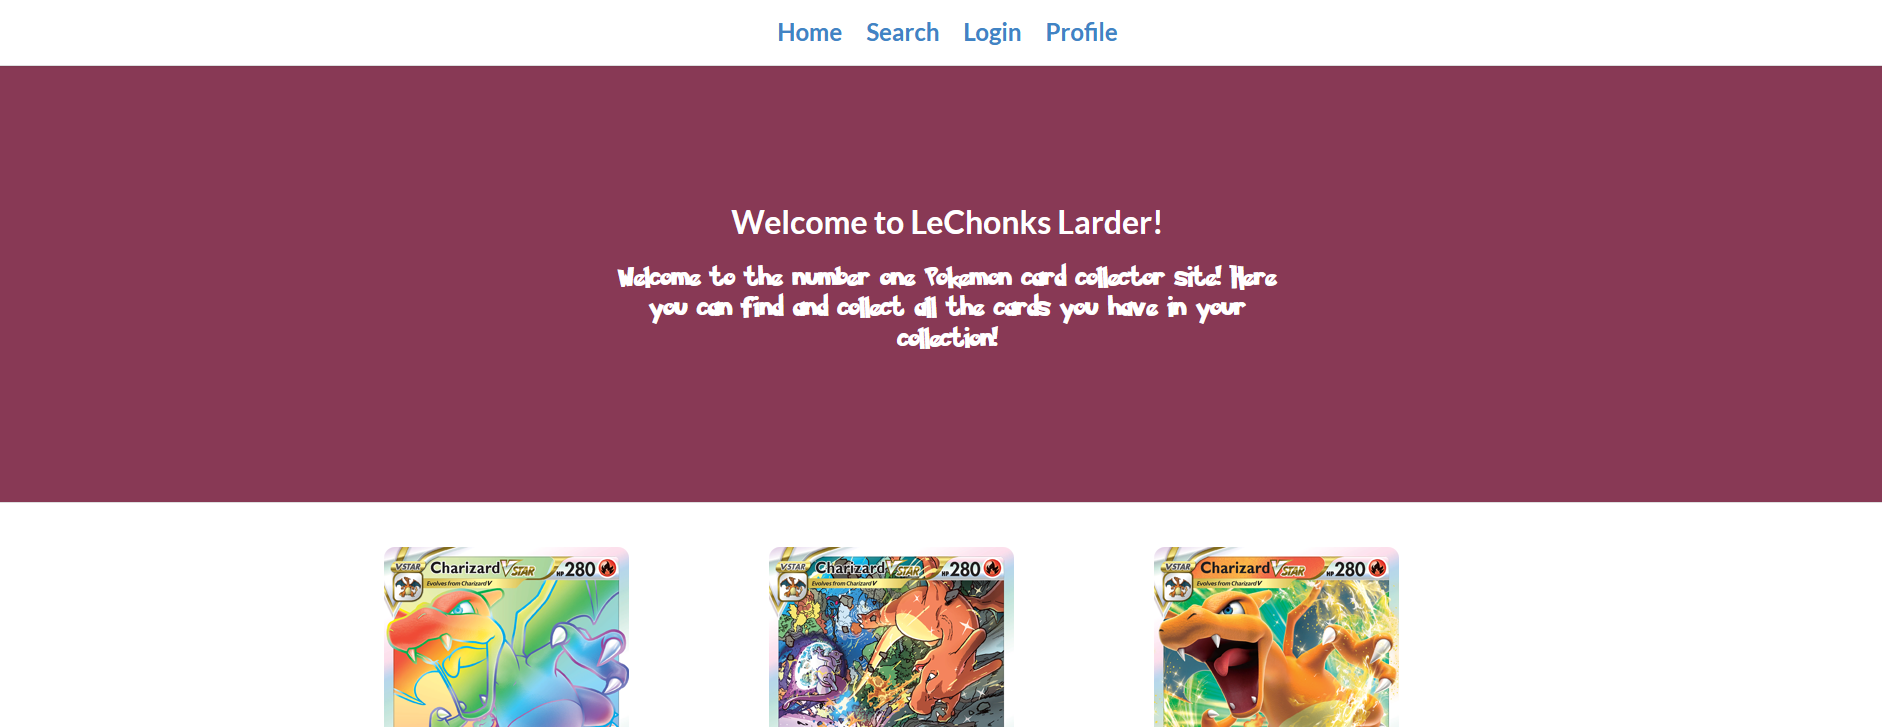 Home Search Login Profile
Welcome to LeChonks Larder!
Welcome to the number one Pokemon card collector site! Here
you can find and collect all the cards you have in your
collection!
VSTAR Charizard VSTAR HP 280
Evolves from Charizard V
VSTAR Charizard VSTAR HP 280
Evolves from Charizard V
VSTAR Charizard VSTAR HP 280
Evolves from Charizard V